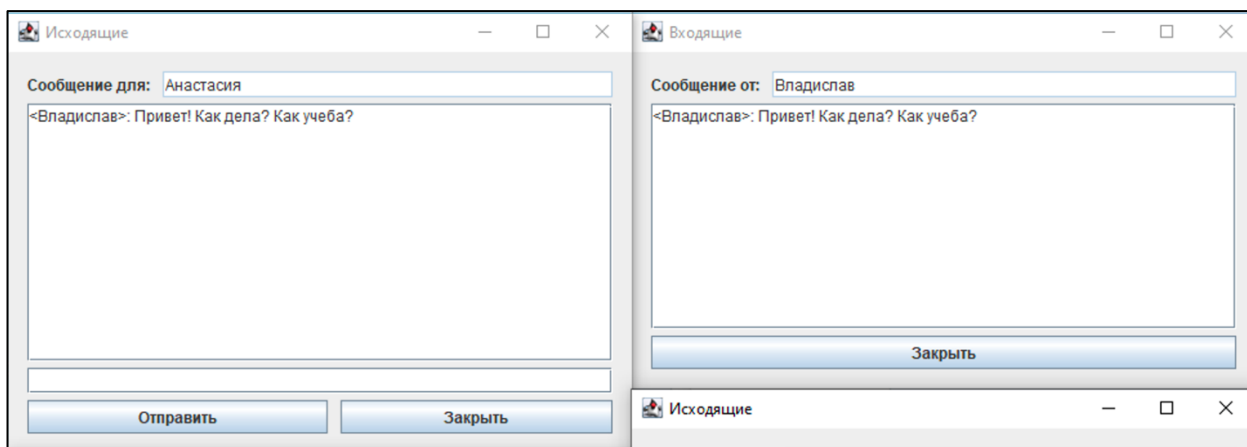 Исходящие
Сообщение для: Анастасия
<Владислав>: Привет! Как дела? Как учеба?
Отправить Закрыть
Входящие
Сообщение от: Владислав
<Владислав>: Привет! Как дела? Как учеба?
Закрыть
Исходящие